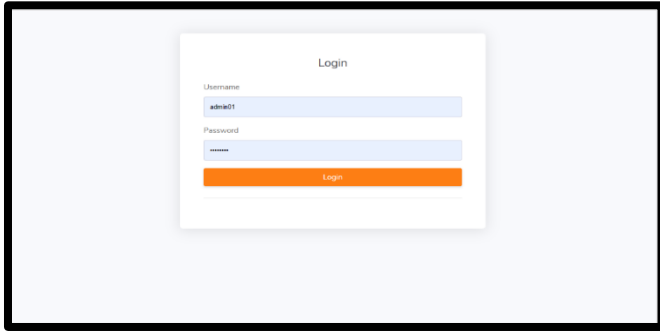 Login
Username
admin01
Password
••••••••
Login